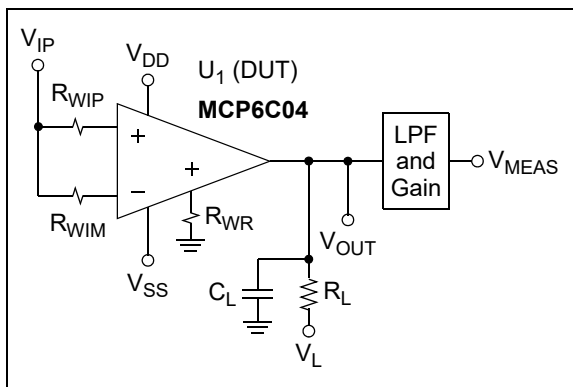 V_IP
V_DD
U_1 (DUT)
MCP6C04
R_WIP
+
−
+
LPF
and
Gain
V_MEAS
R_WIM
R_WR
V_OUT
V_SS
C_L
R_L
V_L